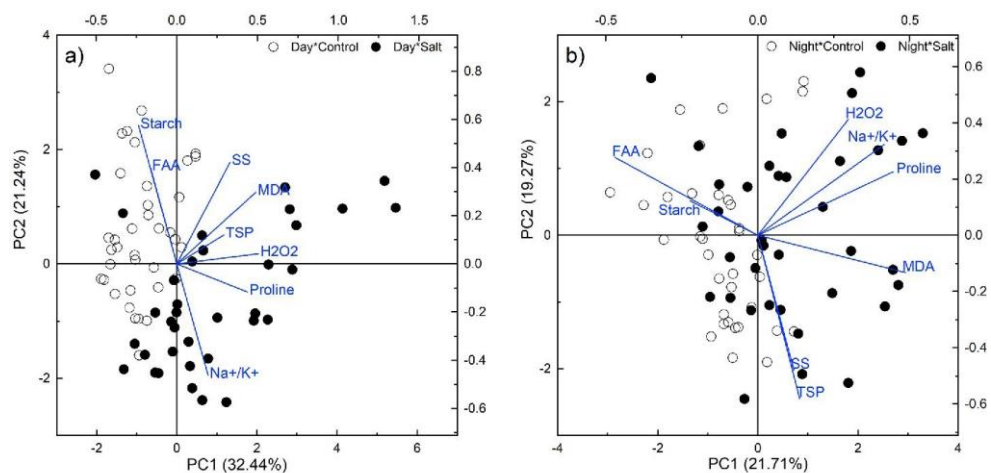 -0.5 0.0 0.5 1.0 1.5
a)
Day*Control Day*Salt
Starch
FAA
SS
MDA
TSP
H2O2
Proline
Na+/K+
4
2
0
-2
0.8
0.6
0.4
0.2
0.0
-0.2
-0.4
-0.6
-2 0 2 4 6
PC2 (21.24%)
PC1 (32.44%)
-0.5 0.0 0.5
b)
Night*Control Night*Salt
H2O2
Na+/K+
FAA
Proline
Starch
MDA
SS
TSP
2
0
-2
0.6
0.4
0.2
0.0
-0.2
-0.4
-0.6
-4 -2 0 2 4
PC2 (19.27%)
PC1 (21.71%)